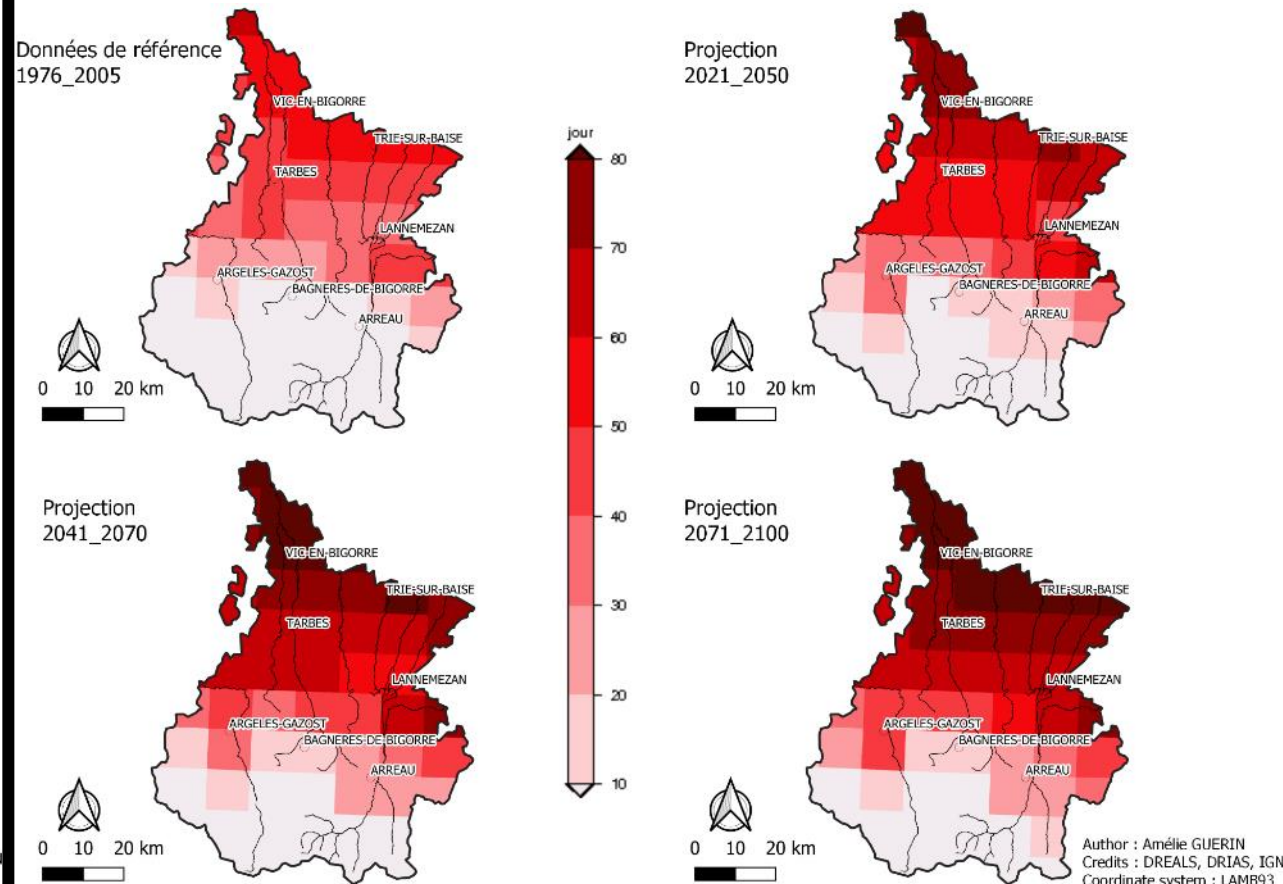 Données de référence
1976_2005
VIC-EN-BIGORRE
TRIE-SUR-BAISE
TARBES
LANNEMEZAN
ARGELES-GAZOST
BAGNERES-DE-BIGORRE
ARREAU
0 10 20 km
jour
80
70
60
50
40
30
20
10
Projection
2021_2050
VIC-EN-BIGORRE
TRIE-SUR-BAISE
TARBES
LANNEMEZAN
ARGELES-GAZOST
BAGNERES-DE-BIGORRE
ARREAU
0 10 20 km
Projection
2041_2070
VIC-EN-BIGORRE
TRIE-SUR-BAISE
TARBES
LANNEMEZAN
ARGELES-GAZOST
BAGNERES-DE-BIGORRE
ARREAU
0 10 20 km
Projection
2071_2100
VIC-EN-BIGORRE
TRIE-SUR-BAISE
TARBES
LANNEMEZAN
ARGELES-GAZOST
BAGNERES-DE-BIGORRE
ARREAU
0 10 20 km
Author : Amélie GUERIN
Credits : DREALS, DRIAS, IGN
Coordinate system : LAMB93